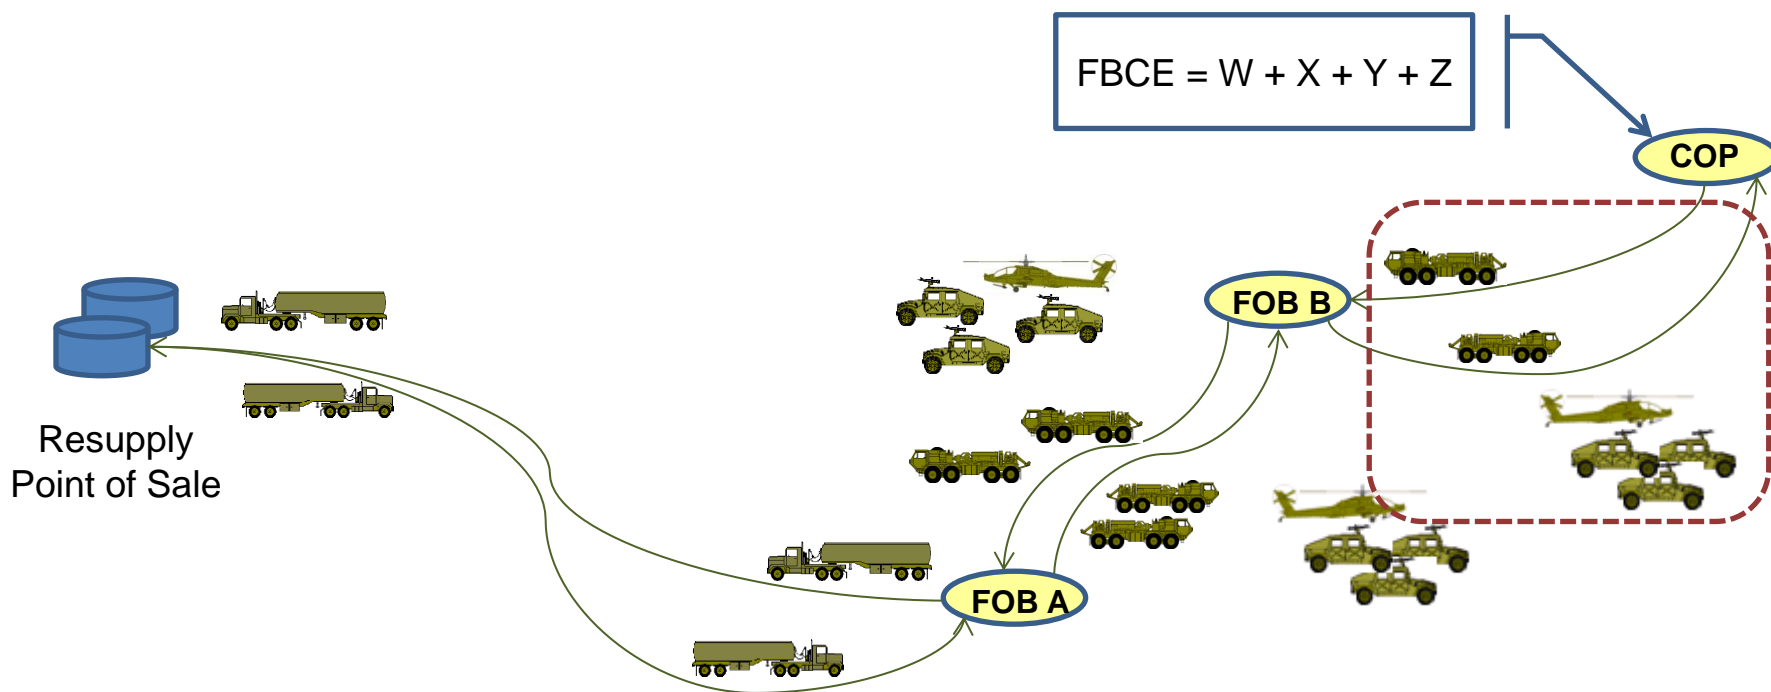 FBCE = W + X + Y + Z
COP
FOB B
Resupply
Point of Sale
FOB A